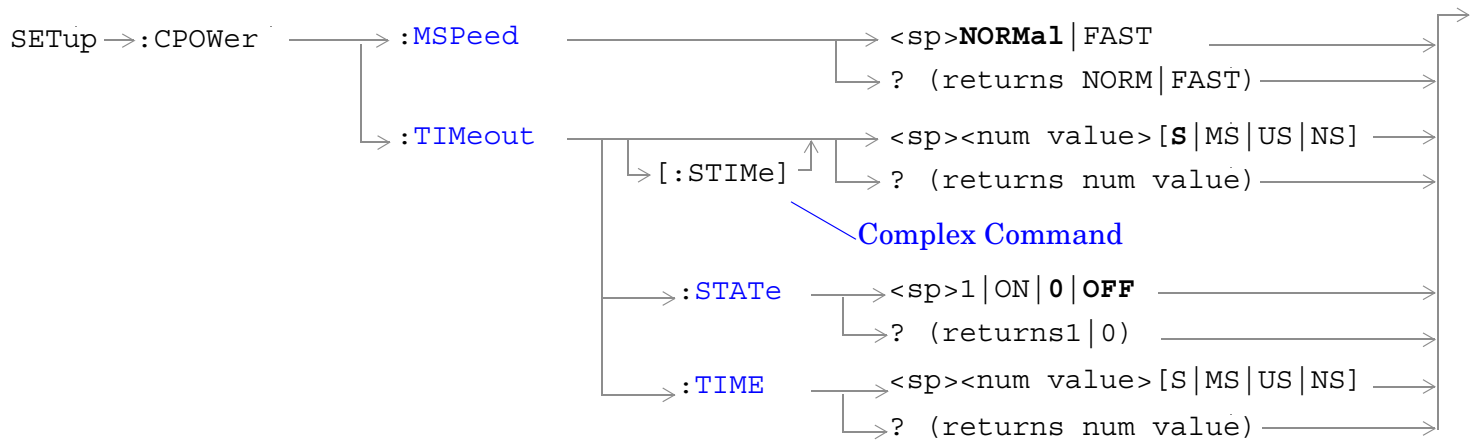 SETup :CPOWer :MSPeed <sp>NORMal|FAST
? (returns NORM|FAST)
:TIMeout <sp><num value>[S|MS|US|NS]
[:STIMe] ? (returns num value)
Complex Command
:STATe <sp>1|ON|0|OFF
? (returns1|0)
:TIME <sp><num value>[S|MS|US|NS]
? (returns num value)